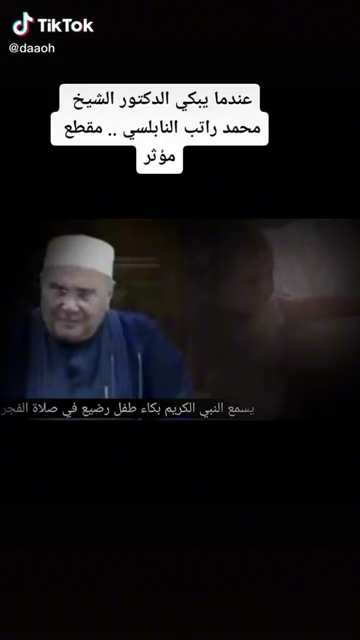 TikTok
@daaoh
عندما يبكي الدكتور الشيخ
محمد راتب النابلسي .. مقطع
مؤثر
يسمع النبي الكريم بكاء طفل رضيع في صلاة الفجر